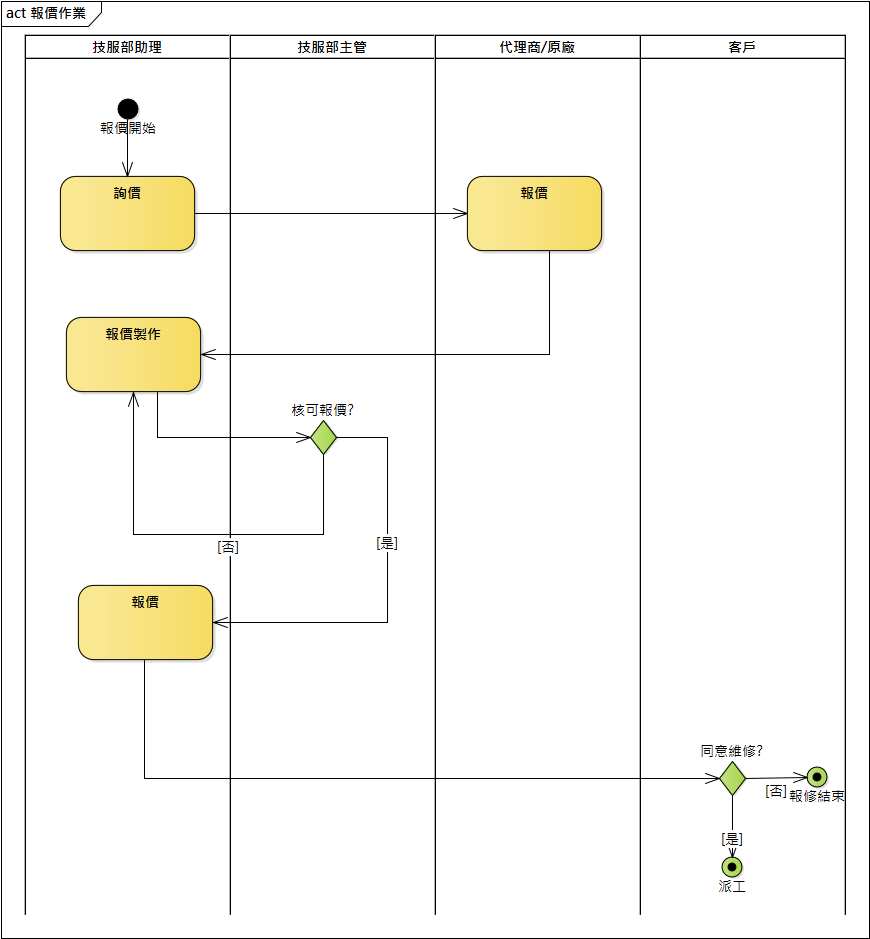 act 報價作業
技服部助理
技服部主管
代理商/原廠
客戶
報價開始
詢價
報價
報價製作
核可報價?
[否]
[是]
報價
同意維修?
[否]
報修結束
[是]
派工